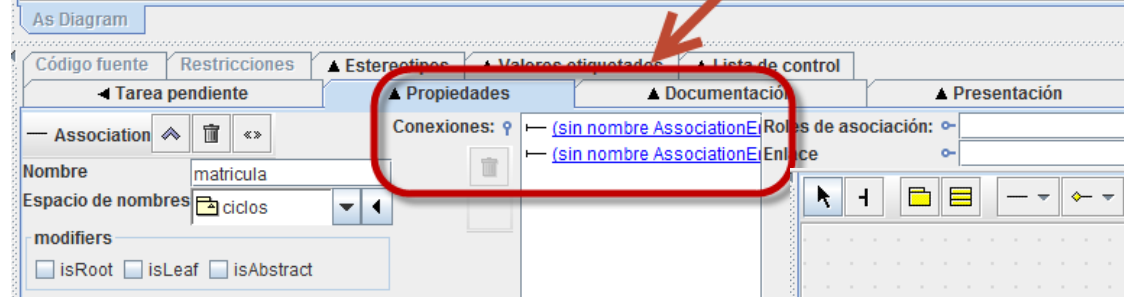 As Diagram
Código fuente Restricciones ▲ Estereotipos ▲ Valores etiquetados ▲ Lista de control
◄ Tarea pendiente ▲ Propiedades ▲ Documentación ▲ Presentación
Association «» Conexiones: (sin nombre AssociationE Roles de asociación:
(sin nombre AssociationE Enlace
Nombre matricula
Espacio de nombres ciclos
modifiers
isRoot isLeaf isAbstract